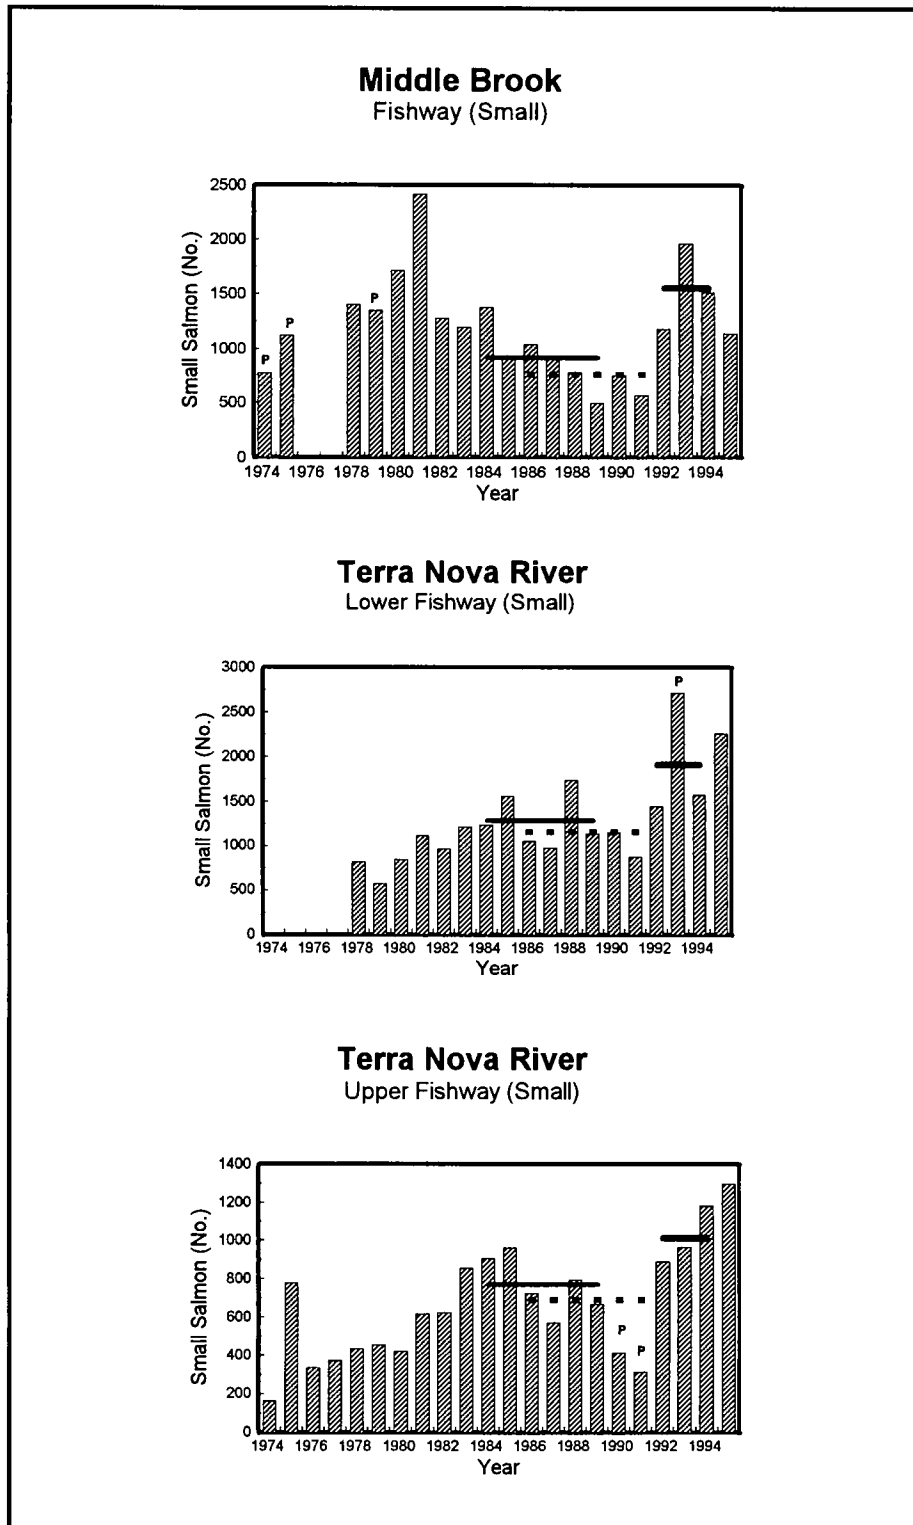 Middle Brook
Fishway (Small)
Small Salmon (No.)
2500
2000
1500
1000
500
0
P
P
P
1974 1976 1978 1980 1982 1984 1986 1988 1990 1992 1994
Year
Terra Nova River
Lower Fishway (Small)
Small Salmon (No.)
3000
2500
2000
1500
1000
500
0
P
1974 1976 1978 1980 1982 1984 1986 1988 1990 1992 1994
Year
Terra Nova River
Upper Fishway (Small)
Small Salmon (No.)
1400
1200
1000
800
600
400
200
0
P
P
1974 1976 1978 1980 1982 1984 1986 1988 1990 1992 1994
Year